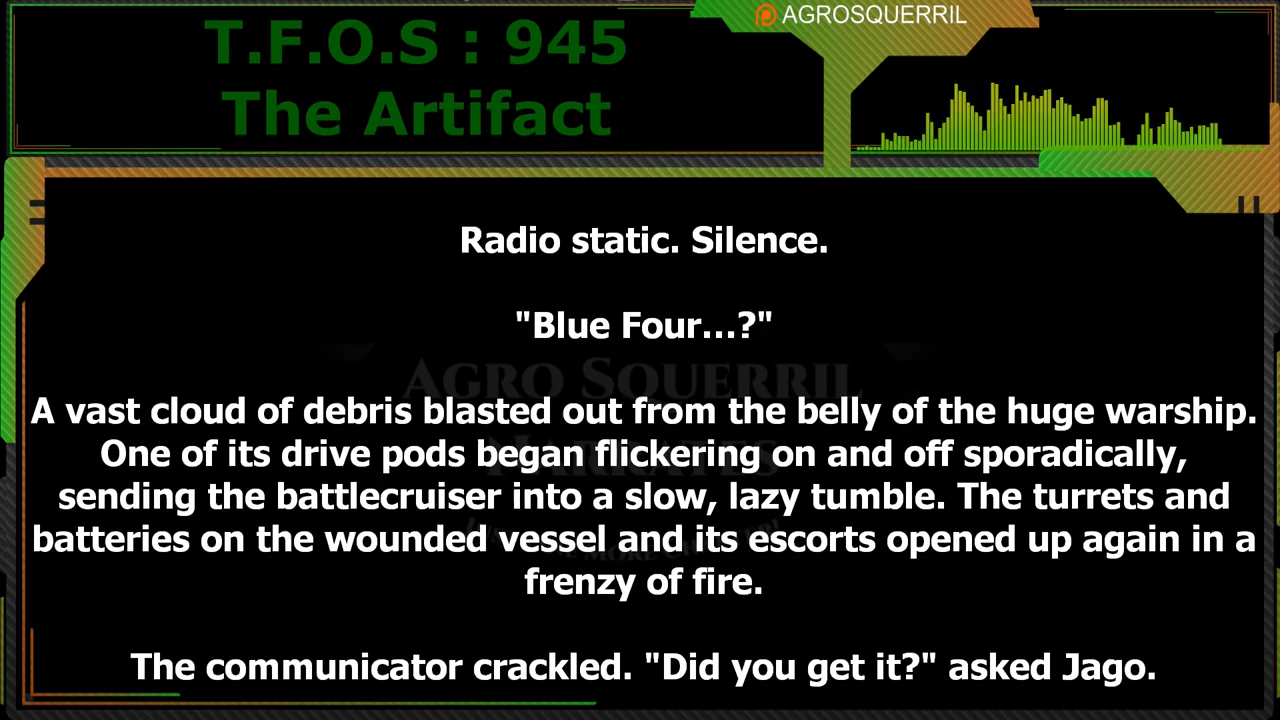 T.F.O.S : 945
The Artifact
AGROSQUERRIL
Radio static. Silence.
"Blue Four...?"
AGRO SQUERRIL
NARRATES
A vast cloud of debris blasted out from the belly of the huge warship.
One of its drive pods began flickering on and off sporadically,
sending the battlecruiser into a slow, lazy tumble. The turrets and
batteries on the wounded vessel and its escorts opened up again in a
frenzy of fire.
The communicator crackled. "Did you get it?" asked Jago.